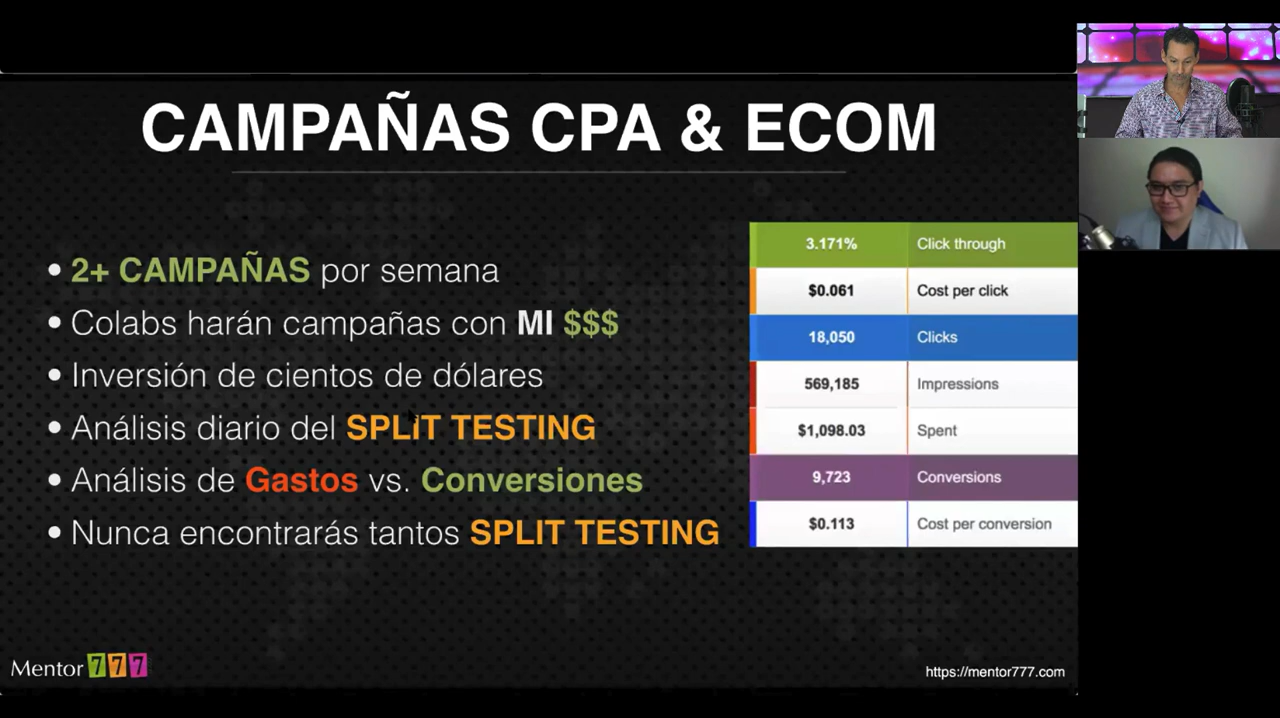 CAMPAÑAS CPA & ECOM
• 2+ CAMPAÑAS por semana
• Colabs harán campañas con MI $$$
• Inversión de cientos de dólares
• Análisis diario del SPLIT TESTING
• Análisis de Gastos vs. Conversiones
• Nunca encontrarás tantos SPLIT TESTING
3.171% Click through
$0.061 Cost per click
18,050 Clicks
569,185 Impressions
$1,098.03 Spent
9,723 Conversions
$0.113 Cost per conversion
Mentor 777
https://mentor777.com